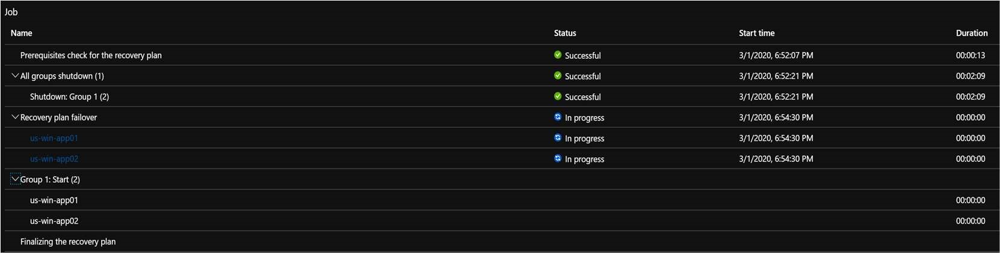 Job
Name Status Start time Duration
Prerequisites check for the recovery plan Successful 3/1/2020, 6:52:07 PM 00:00:13
All groups shutdown (1) Successful 3/1/2020, 6:52:21 PM 00:02:09
Shutdown: Group 1 (2) Successful 3/1/2020, 6:52:21 PM 00:02:09
Recovery plan failover In progress 3/1/2020, 6:54:30 PM 00:00:00
us-win-app01 In progress 3/1/2020, 6:54:30 PM 00:00:00
us-win-app02 In progress 3/1/2020, 6:54:30 PM 00:00:00
Group 1: Start (2)
us-win-app01 00:00:00
us-win-app02 00:00:00
Finalizing the recovery plan